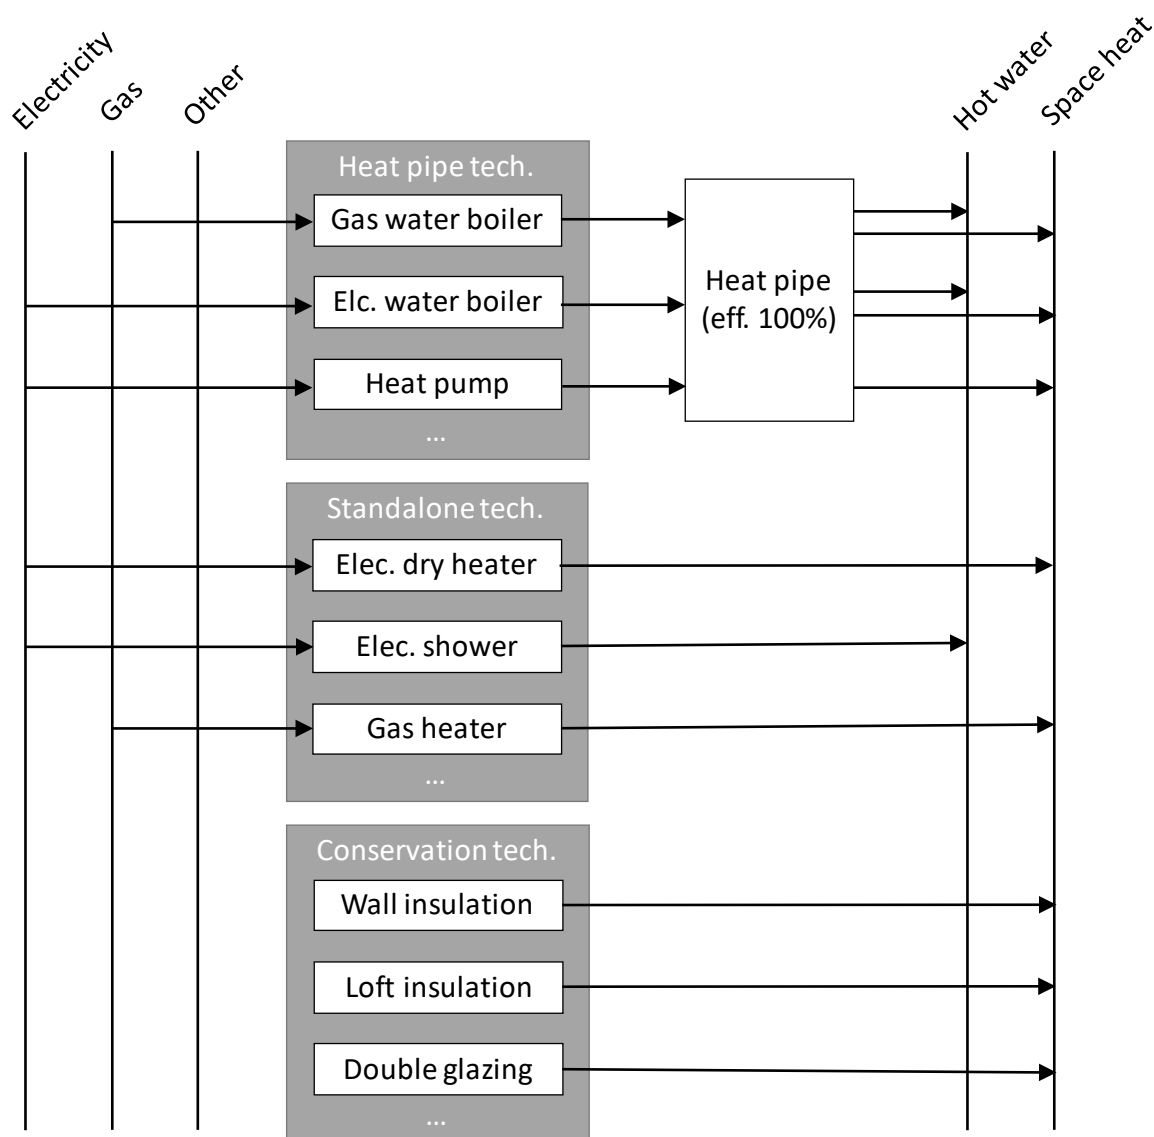 Electricity
Gas
Other
Hot water
Space heat
Heat pipe tech.
Gas water boiler
Elc. water boiler
Heat pump
...
Heat pipe
(eff. 100%)
Standalone tech.
Elec. dry heater
Elec. shower
Gas heater
...
Conservation tech.
Wall insulation
Loft insulation
Double glazing
...